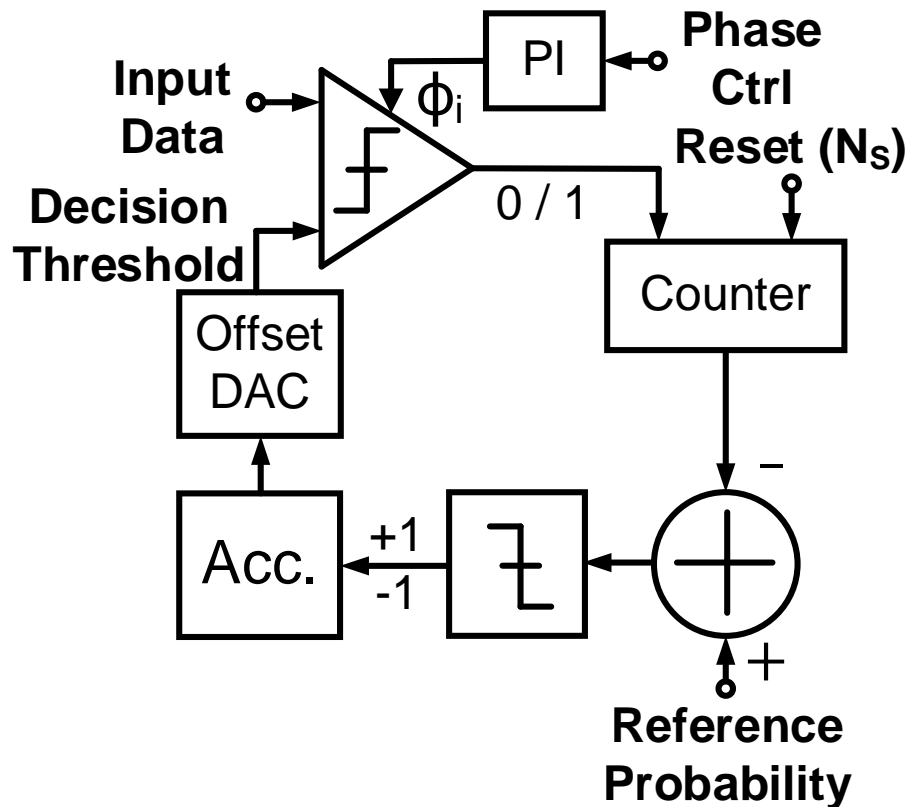 Input
Data
PI
Phase
Ctrl
ϕi
Reset (NS)
0 / 1
Decision
Threshold
Counter
Offset
DAC
−
Acc.
+1
-1
+
Reference
Probability